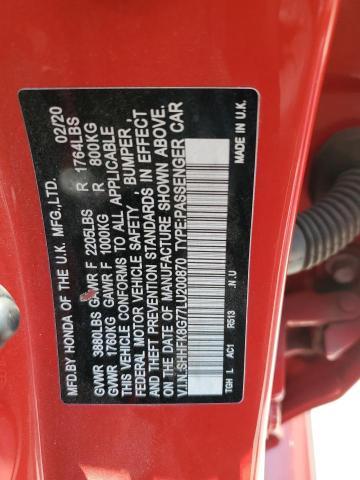 MFD.BY HONDA OF THE U.K. MFG.,LTD. 02/20
GVWR 3880LBS GAWR F 2205LBS R 1764LBS
GVWR 1760KG GAWR F 1000KG R 800KG
THIS VEHICLE CONFORMS TO ALL APPLICABLE
FEDERAL MOTOR VEHICLE SAFETY, BUMPER,
AND THEFT PREVENTION STANDARDS IN EFFECT
ON THE DATE OF MANUFACTURE SHOWN ABOVE.
V.I.N.:SHHFK8G77LU200870 TYPE:PASSENGER CAR
MADE IN U.K.
TGH L AC1 R513 .N.U